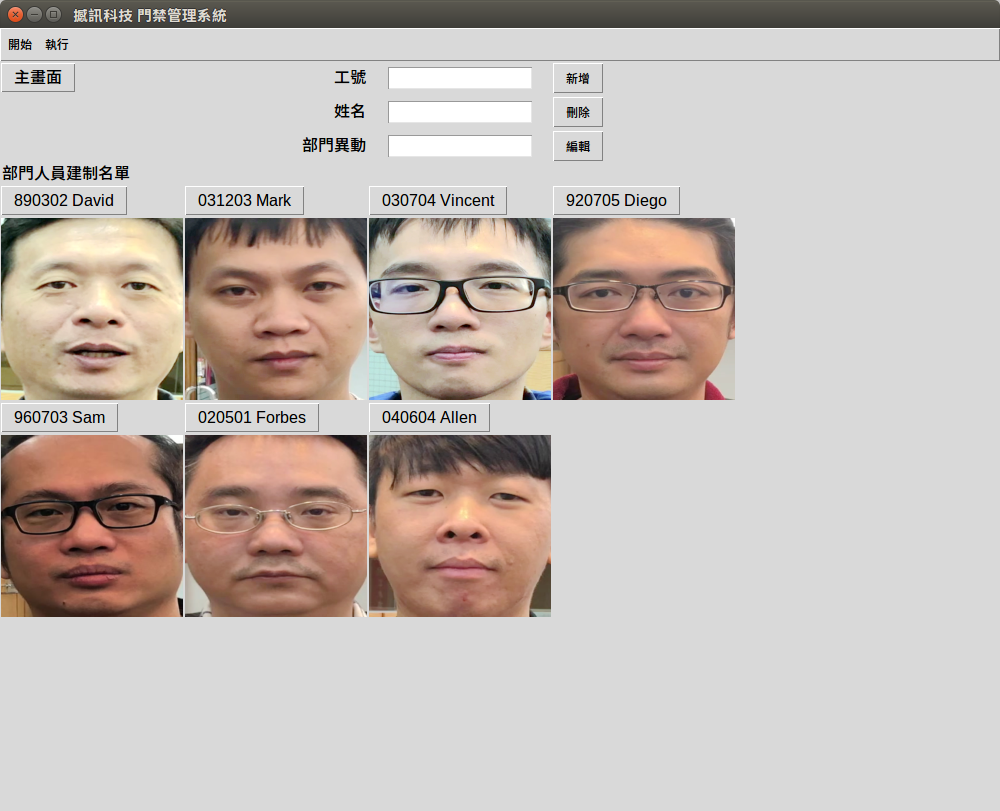 撼訊科技 門禁管理系統
開始 執行
主畫面 工號 新增
姓名 刪除
部門異動 編輯
部門人員建制名單
890302 David 031203 Mark 030704 Vincent 920705 Diego
960703 Sam 020501 Forbes 040604 Allen